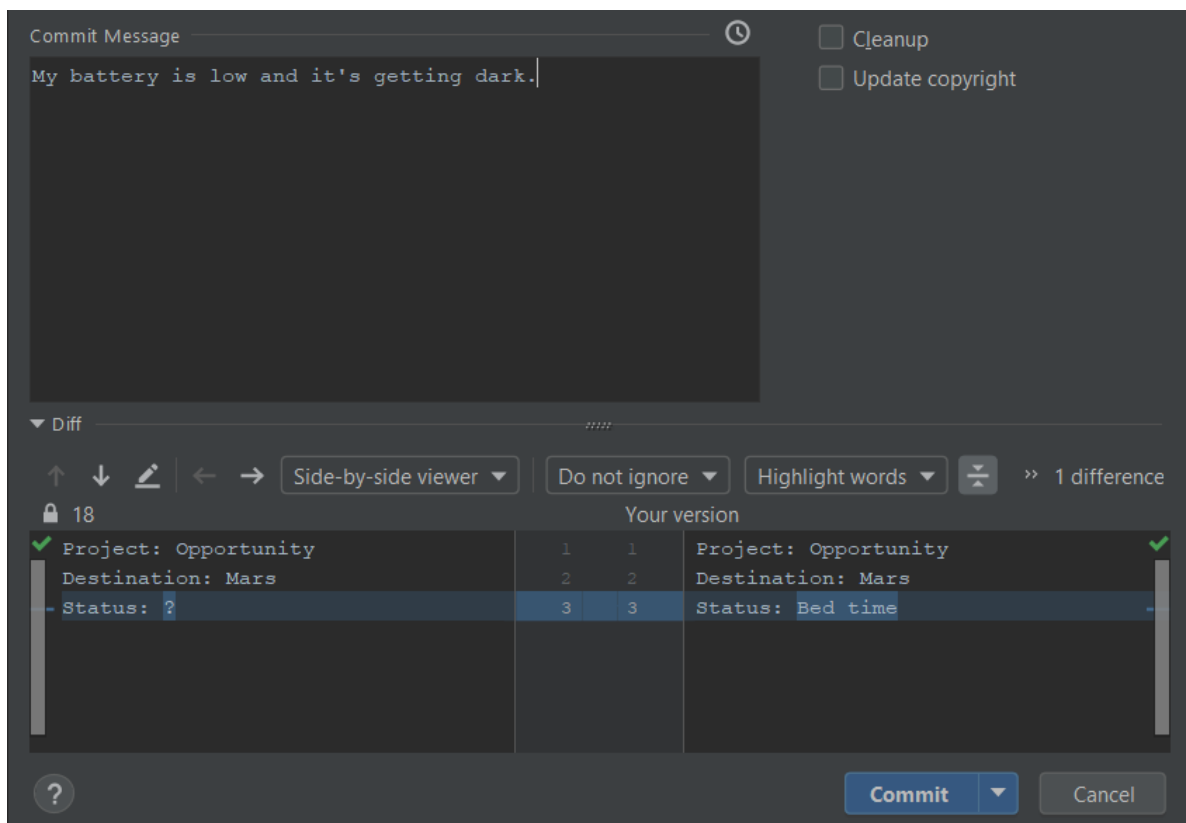 Commit Message
Cleanup
My battery is low and it's getting dark.
Update copyright
Diff
Side-by-side viewer
Do not ignore
Highlight words
1 difference
18
Your version
Project: Opportunity
1 1
Project: Opportunity
Destination: Mars
2 2
Destination: Mars
Status: ?
3 3
Status: Bed time
?
Commit
Cancel